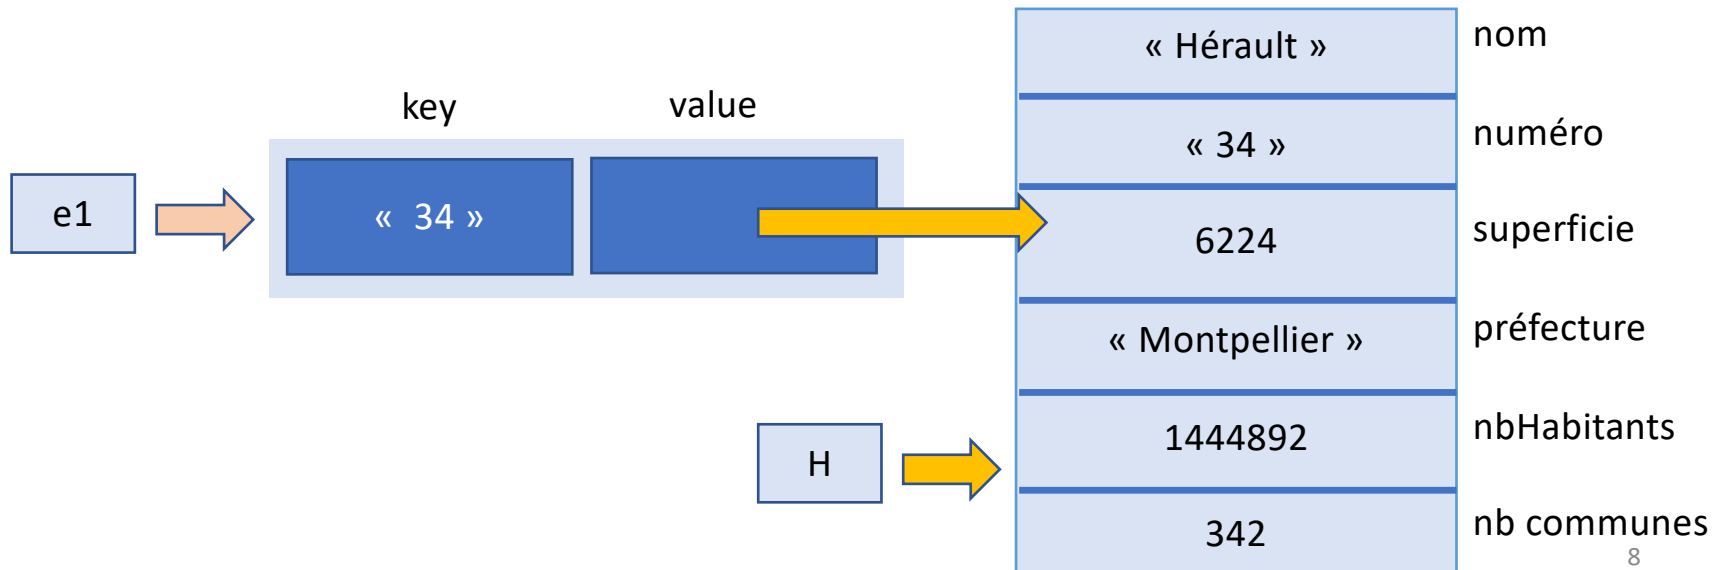 « Hérault »
nom
key
value
« 34 »
numéro
e1
«  34 »
6224
superficie
« Montpellier »
préfecture
H
1444892
nbHabitants
342
nb communes
8